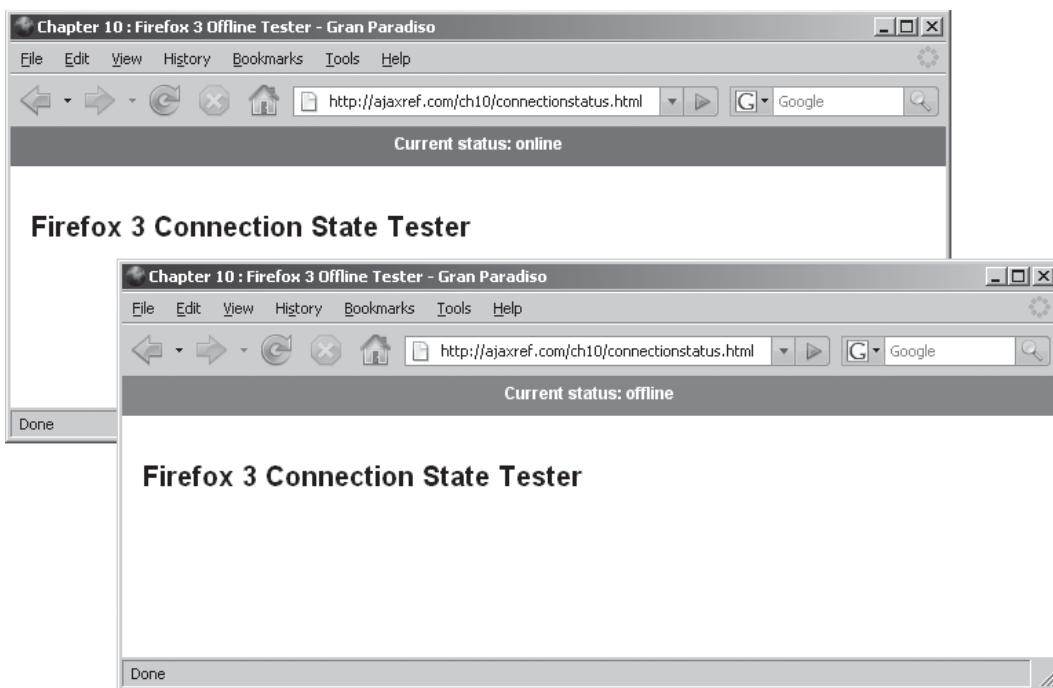 Chapter 10 : Firefox 3 Offline Tester - Gran Paradiso
File Edit View History Bookmarks Tools Help
http://ajaxref.com/ch10/connectionstatus.html G Google
Current status: online
Firefox 3 Connection State Tester
Done
Chapter 10 : Firefox 3 Offline Tester - Gran Paradiso
File Edit View History Bookmarks Tools Help
http://ajaxref.com/ch10/connectionstatus.html G Google
Current status: offline
Firefox 3 Connection State Tester
Done